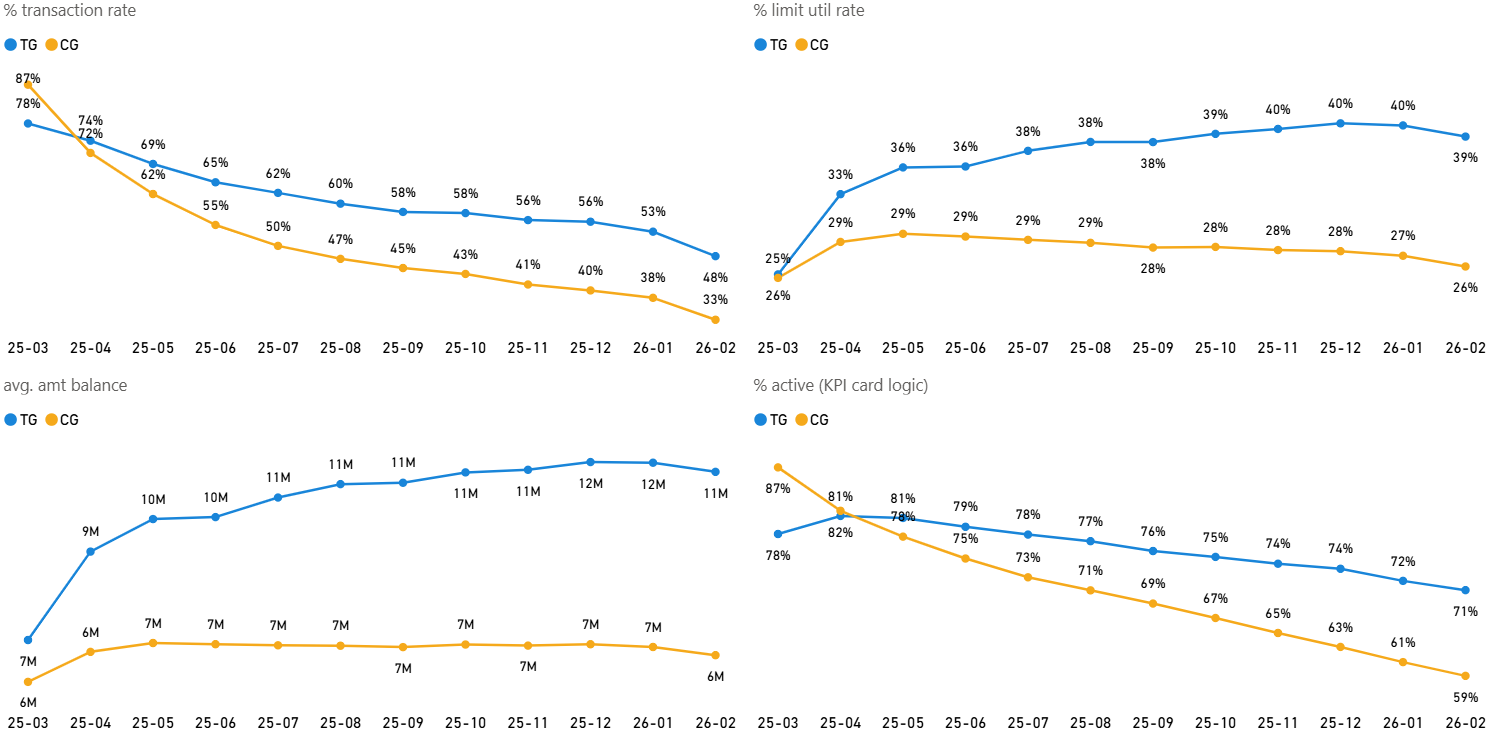 % transaction rate
TG CG
87%
78%
74%
72%
69%
62%
65%
55%
62%
50%
60%
47%
58%
45%
58%
43%
56%
41%
56%
40%
53%
38%
48%
33%
25-03 25-04 25-05 25-06 25-07 25-08 25-09 25-10 25-11 25-12 26-01 26-02
% limit util rate
TG CG
25%
26%
33%
29%
36%
29%
36%
29%
38%
29%
38%
29%
38%
28%
39%
28%
40%
28%
40%
28%
40%
27%
39%
26%
25-03 25-04 25-05 25-06 25-07 25-08 25-09 25-10 25-11 25-12 26-01 26-02
avg. amt balance
TG CG
7M
6M
9M
6M
10M
7M
10M
7M
11M
7M
11M
7M
11M
7M
11M
7M
11M
7M
12M
7M
12M
7M
11M
6M
25-03 25-04 25-05 25-06 25-07 25-08 25-09 25-10 25-11 25-12 26-01 26-02
% active (KPI card logic)
TG CG
87%
78%
81%
82%
81%
78%
79%
75%
78%
73%
77%
71%
76%
69%
75%
67%
74%
65%
74%
63%
72%
61%
71%
59%
25-03 25-04 25-05 25-06 25-07 25-08 25-09 25-10 25-11 25-12 26-01 26-02